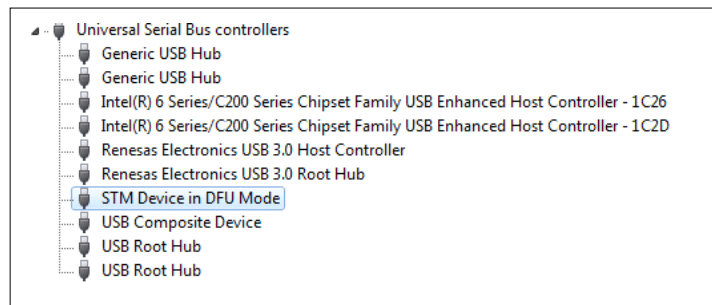 Universal Serial Bus controllers
Generic USB Hub
Generic USB Hub
Intel(R) 6 Series/C200 Series Chipset Family USB Enhanced Host Controller - 1C26
Intel(R) 6 Series/C200 Series Chipset Family USB Enhanced Host Controller - 1C2D
Renesas Electronics USB 3.0 Host Controller
Renesas Electronics USB 3.0 Root Hub
STM Device in DFU Mode
USB Composite Device
USB Root Hub
USB Root Hub